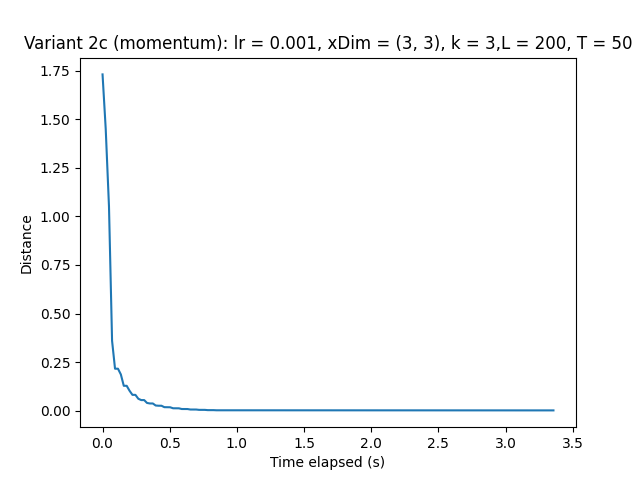 Variant 2c (momentum): lr = 0.001, xDim = (3, 3), k = 3,L = 200, T = 50
1.75
1.50
1.25
1.00
0.75
0.50
0.25
0.00
Distance
0.0 0.5 1.0 1.5 2.0 2.5 3.0 3.5
Time elapsed (s)